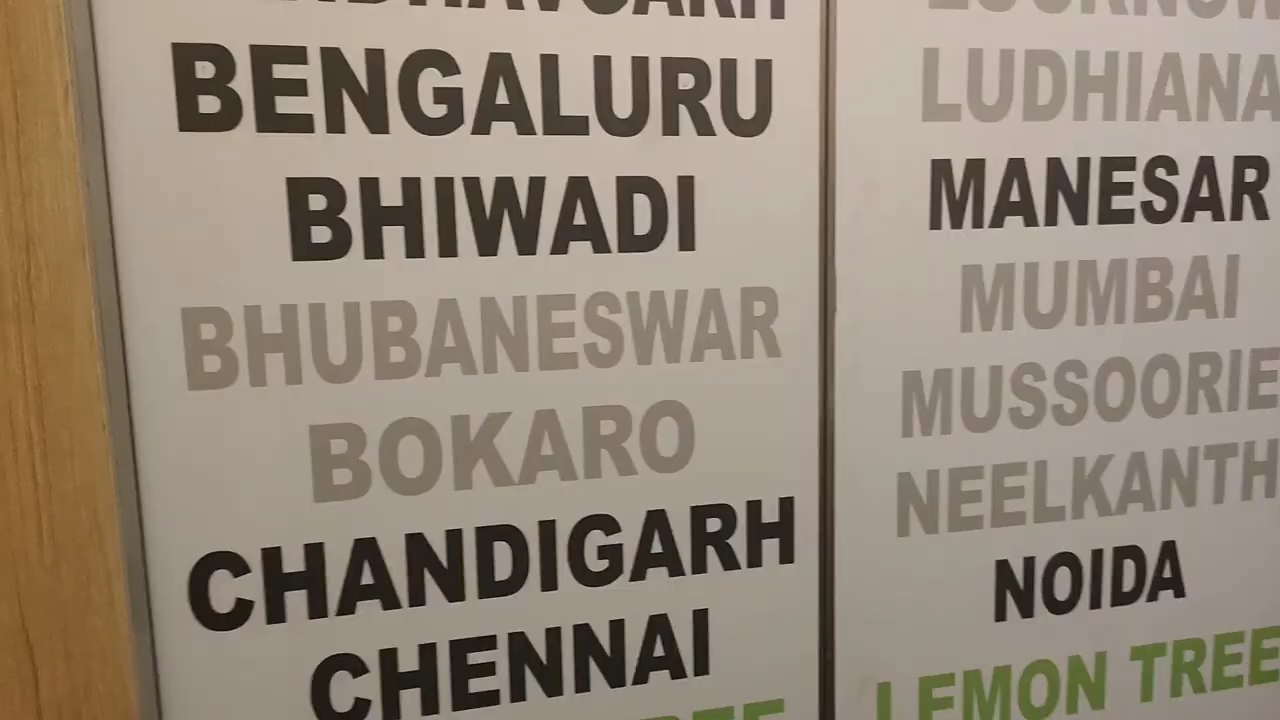 BENGALURU
BHIWADI
BHUBANESWAR
BOKARO
CHANDIGARH
CHENNAI
LUDHIANA
MANESAR
MUMBAI
MUSSOORIE
NEELKANTH
NOIDA
LEMON TREE